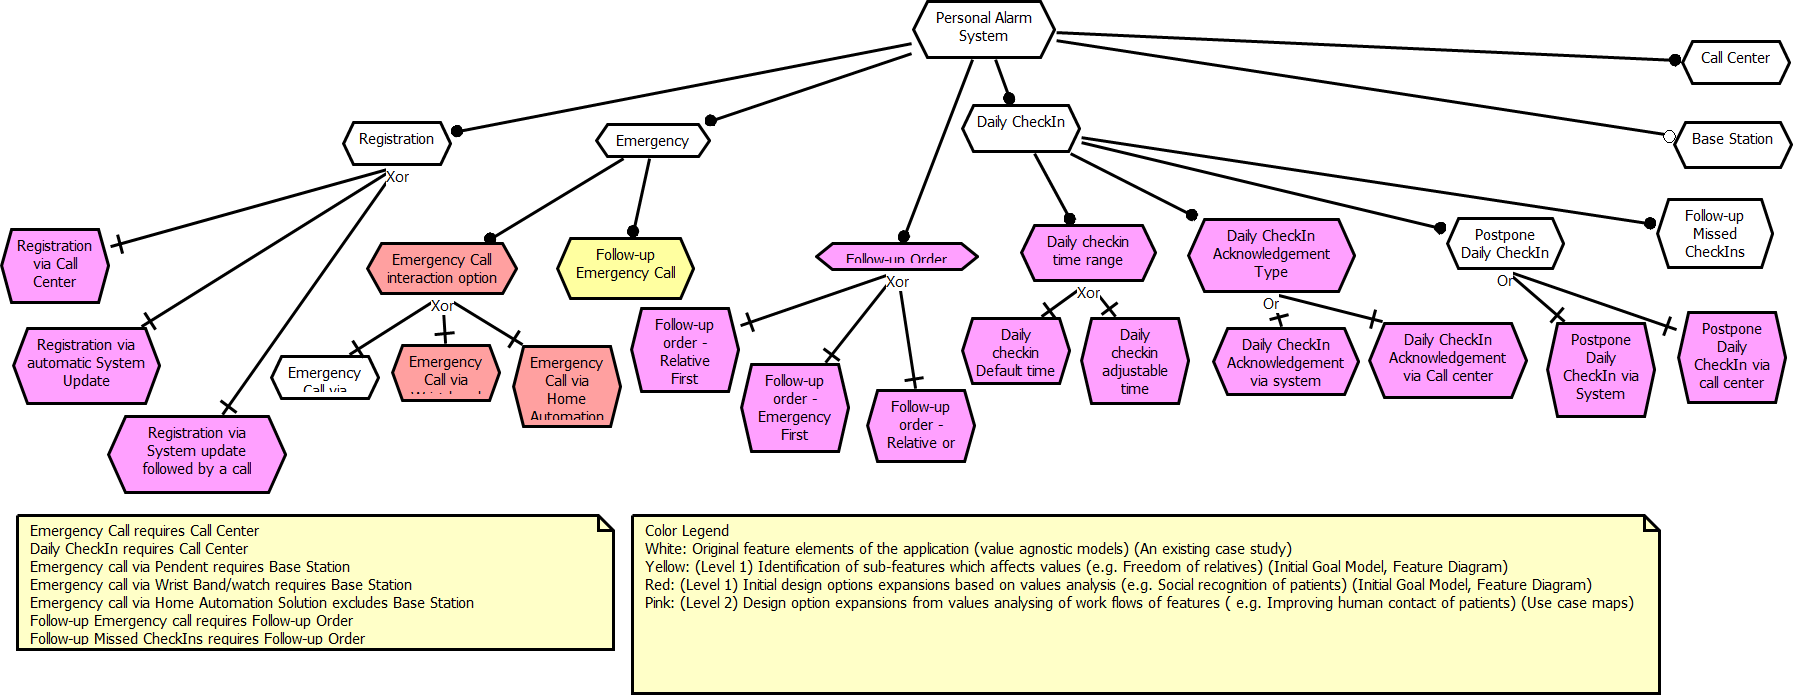 Personal Alarm
System
Call Center
Registration
Emergency
Daily CheckIn
Base Station
Xor
Registration
via Call
Center
Emergency Call
interaction option
Follow-up
Emergency Call
Follow-up Order
Daily checkin
time range
Daily CheckIn
Acknowledgement
Type
Postpone
Daily CheckIn
Follow-up
Missed
CheckIns
Xor
Xor
Xor
Or
Or
Registration via
automatic System
Update
Emergency
Call via
Emergency
Call via
Emergency
Call via
Home
Automation
Follow-up
order -
Relative
First
Follow-up
order -
Emergency
First
Follow-up
order -
Relative or
Daily
checkin
Default time
Daily
checkin
adjustable
time
Daily CheckIn
Acknowledgement
via system
Daily CheckIn
Acknowledgement
via Call center
Postpone
Daily
CheckIn via
System
Postpone
Daily
CheckIn via
call center
Registration via
System update
followed by a call
Emergency Call requires Call Center
Daily CheckIn requires Call Center
Emergency call via Pendent requires Base Station
Emergency call via Wrist Band/watch requires Base Station
Emergency call via Home Automation Solution excludes Base Station
Follow-up Emergency call requires Follow-up Order
Follow-up Missed CheckIns requires Follow-up Order
Color Legend
White: Original feature elements of the application (value agnostic models) (An existing case study)
Yellow: (Level 1) Identification of sub-features which affects values (e.g. Freedom of relatives) (Initial Goal Model, Feature Diagram)
Red: (Level 1) Initial design options expansions based on values analysis (e.g. Social recognition of patients) (Initial Goal Model, Feature Diagram)
Pink: (Level 2) Design option expansions from values analysing of work flows of features ( e.g. Improving human contact of patients) (Use case maps)